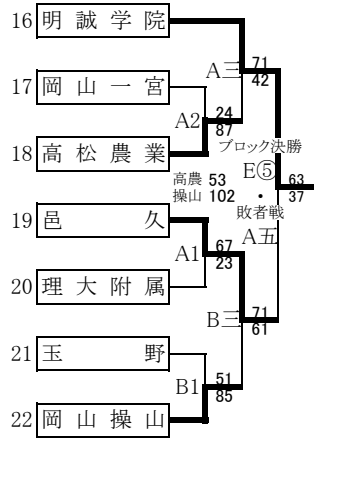 16 明誠学院
A三 71
42
17 岡山一宮
A2 24
87
18 高松農業
ブロック決勝
E⑤ 63
37
高農 53
操山 102
・
敗者戦
A五
19 邑久
A1 67
23
20 理大附属
B三 71
61
21 玉野
B1 51
85
22 岡山操山